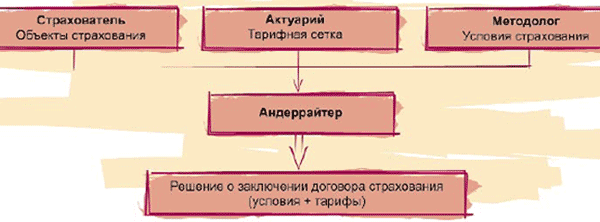 Страхователь
Объекты страхования
Актуарий
Тарифная сетка
Методолог
Условия страхования
Андеррайтер
Решение о заключении договора страхования
(условия + тарифы)